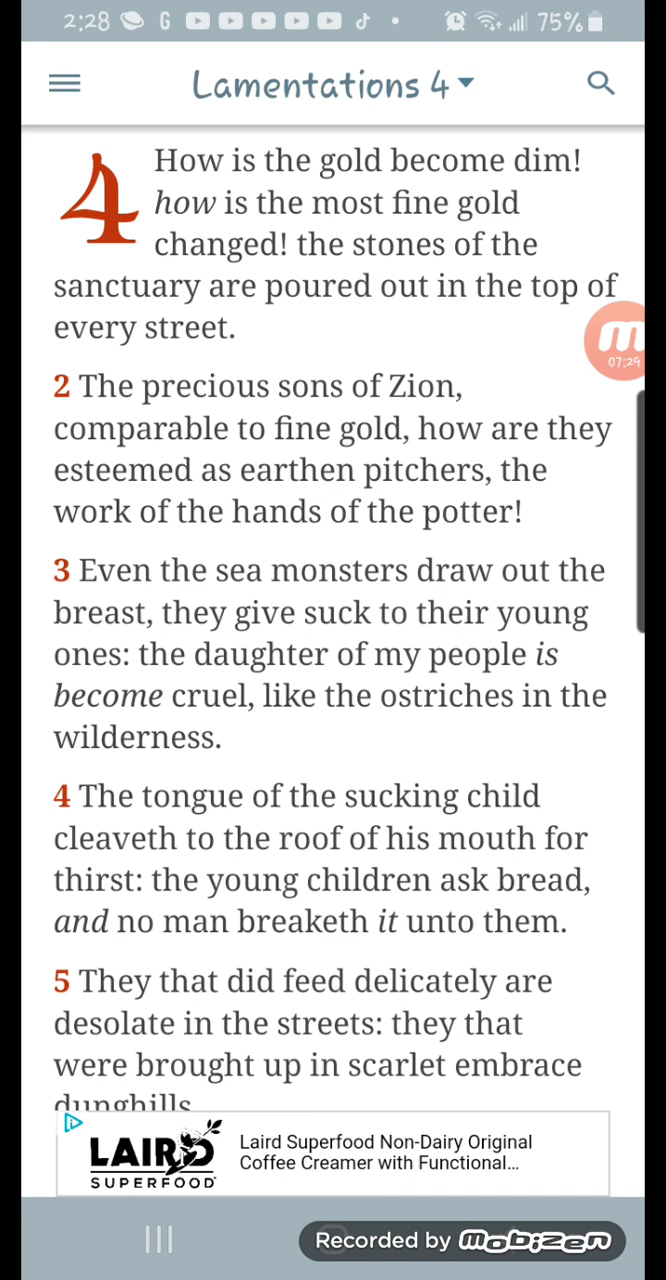 2:28 G 75%
Lamentations 4
4 How is the gold become dim!
how is the most fine gold
changed! the stones of the
sanctuary are poured out in the top of
every street.
m
07:29
2 The precious sons of Zion,
comparable to fine gold, how are they
esteemed as earthen pitchers, the
work of the hands of the potter!
3 Even the sea monsters draw out the
breast, they give suck to their young
ones: the daughter of my people is
become cruel, like the ostriches in the
wilderness.
4 The tongue of the sucking child
cleaveth to the roof of his mouth for
thirst: the young children ask bread,
and no man breaketh it unto them.
5 They that did feed delicately are
desolate in the streets: they that
were brought up in scarlet embrace
dunghills
LAIRD
SUPERFOOD
Laird Superfood Non-Dairy Original
Coffee Creamer with Functional...
Recorded by mobizen